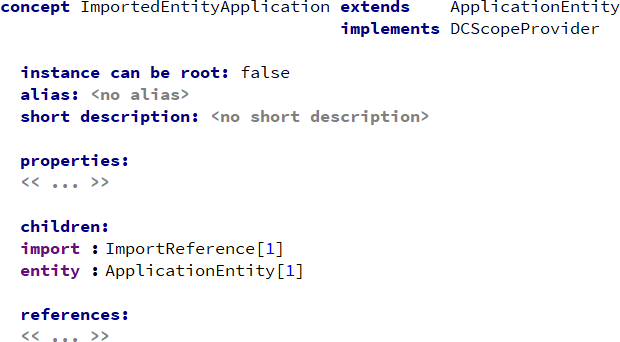 concept ImportedEntityApplication extends ApplicationEntity
implements DCScopeProvider
instance can be root: false
alias: <no alias>
short description: <no short description>
properties:
<< ... >>
children:
import : ImportReference[1]
entity : ApplicationEntity[1]
references:
<< ... >>